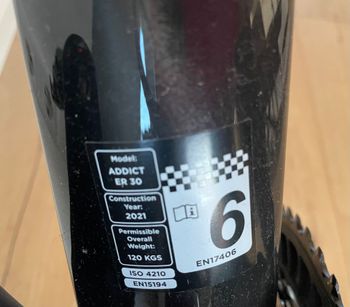 Model:
ADDICT
ER 30
Construction
Year:
2021
Permissible
Overall
Weight:
120 KGS
ISO 4210
EN15194
i
6
EN17406